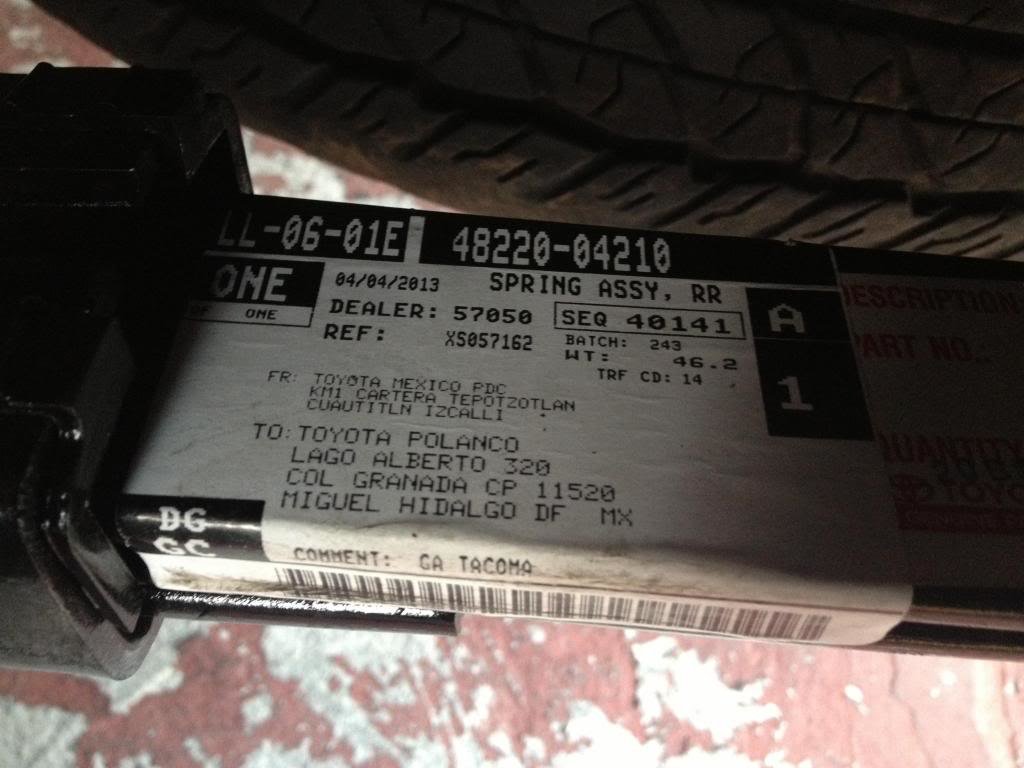 LL-06-01E 48220-04210
ONE 04/04/2013 SPRING ASSY, RR
OF ONE
DEALER: 57050 SEQ 40141
REF: XS057162 BATCH: 243
WT: 46.2
TRF CD: 14
A
1
FR: TOYOTA MEXICO PDC
KM1 CARTERA TEPOTZOTLAN
CUAUTITLN IZCALLI
TO: TOYOTA POLANCO
LAGO ALBERTO 320
COL GRANADA CP 11520
MIGUEL HIDALGO DF MX
DG
GC
COMMENT: GA TACOMA
DESCRIPTION
PART NO.
QUANTITY